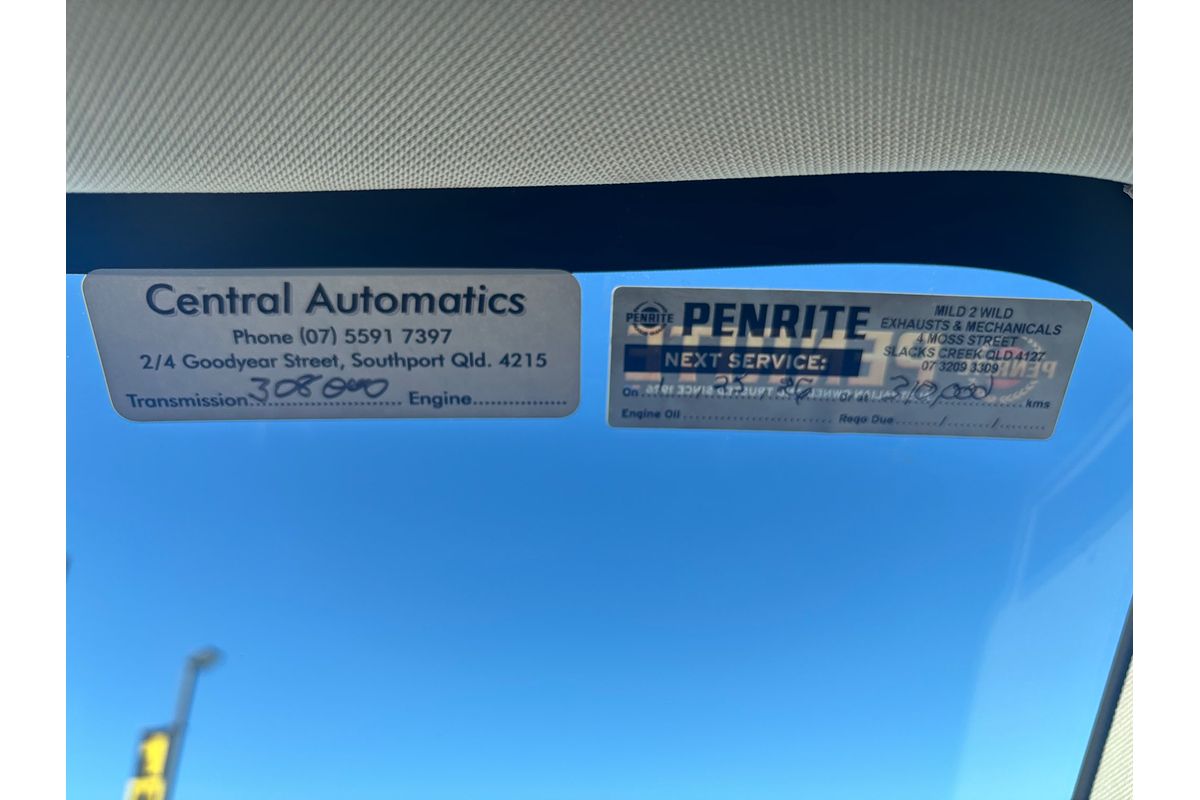 Central Automatics
Phone (07) 5591 7397
2/4 Goodyear Street, Southport Qld. 4215
Transmission 308000 Engine
PENRITE
PENRITE
MILD 2 WILD
EXHAUSTS & MECHANICALS
4 MOSS STREET
SLACKS CREEK QLD 4127
07 3209 3309
NEXT SERVICE:
On 310,000 kms
Engine Oil Rego Due / /